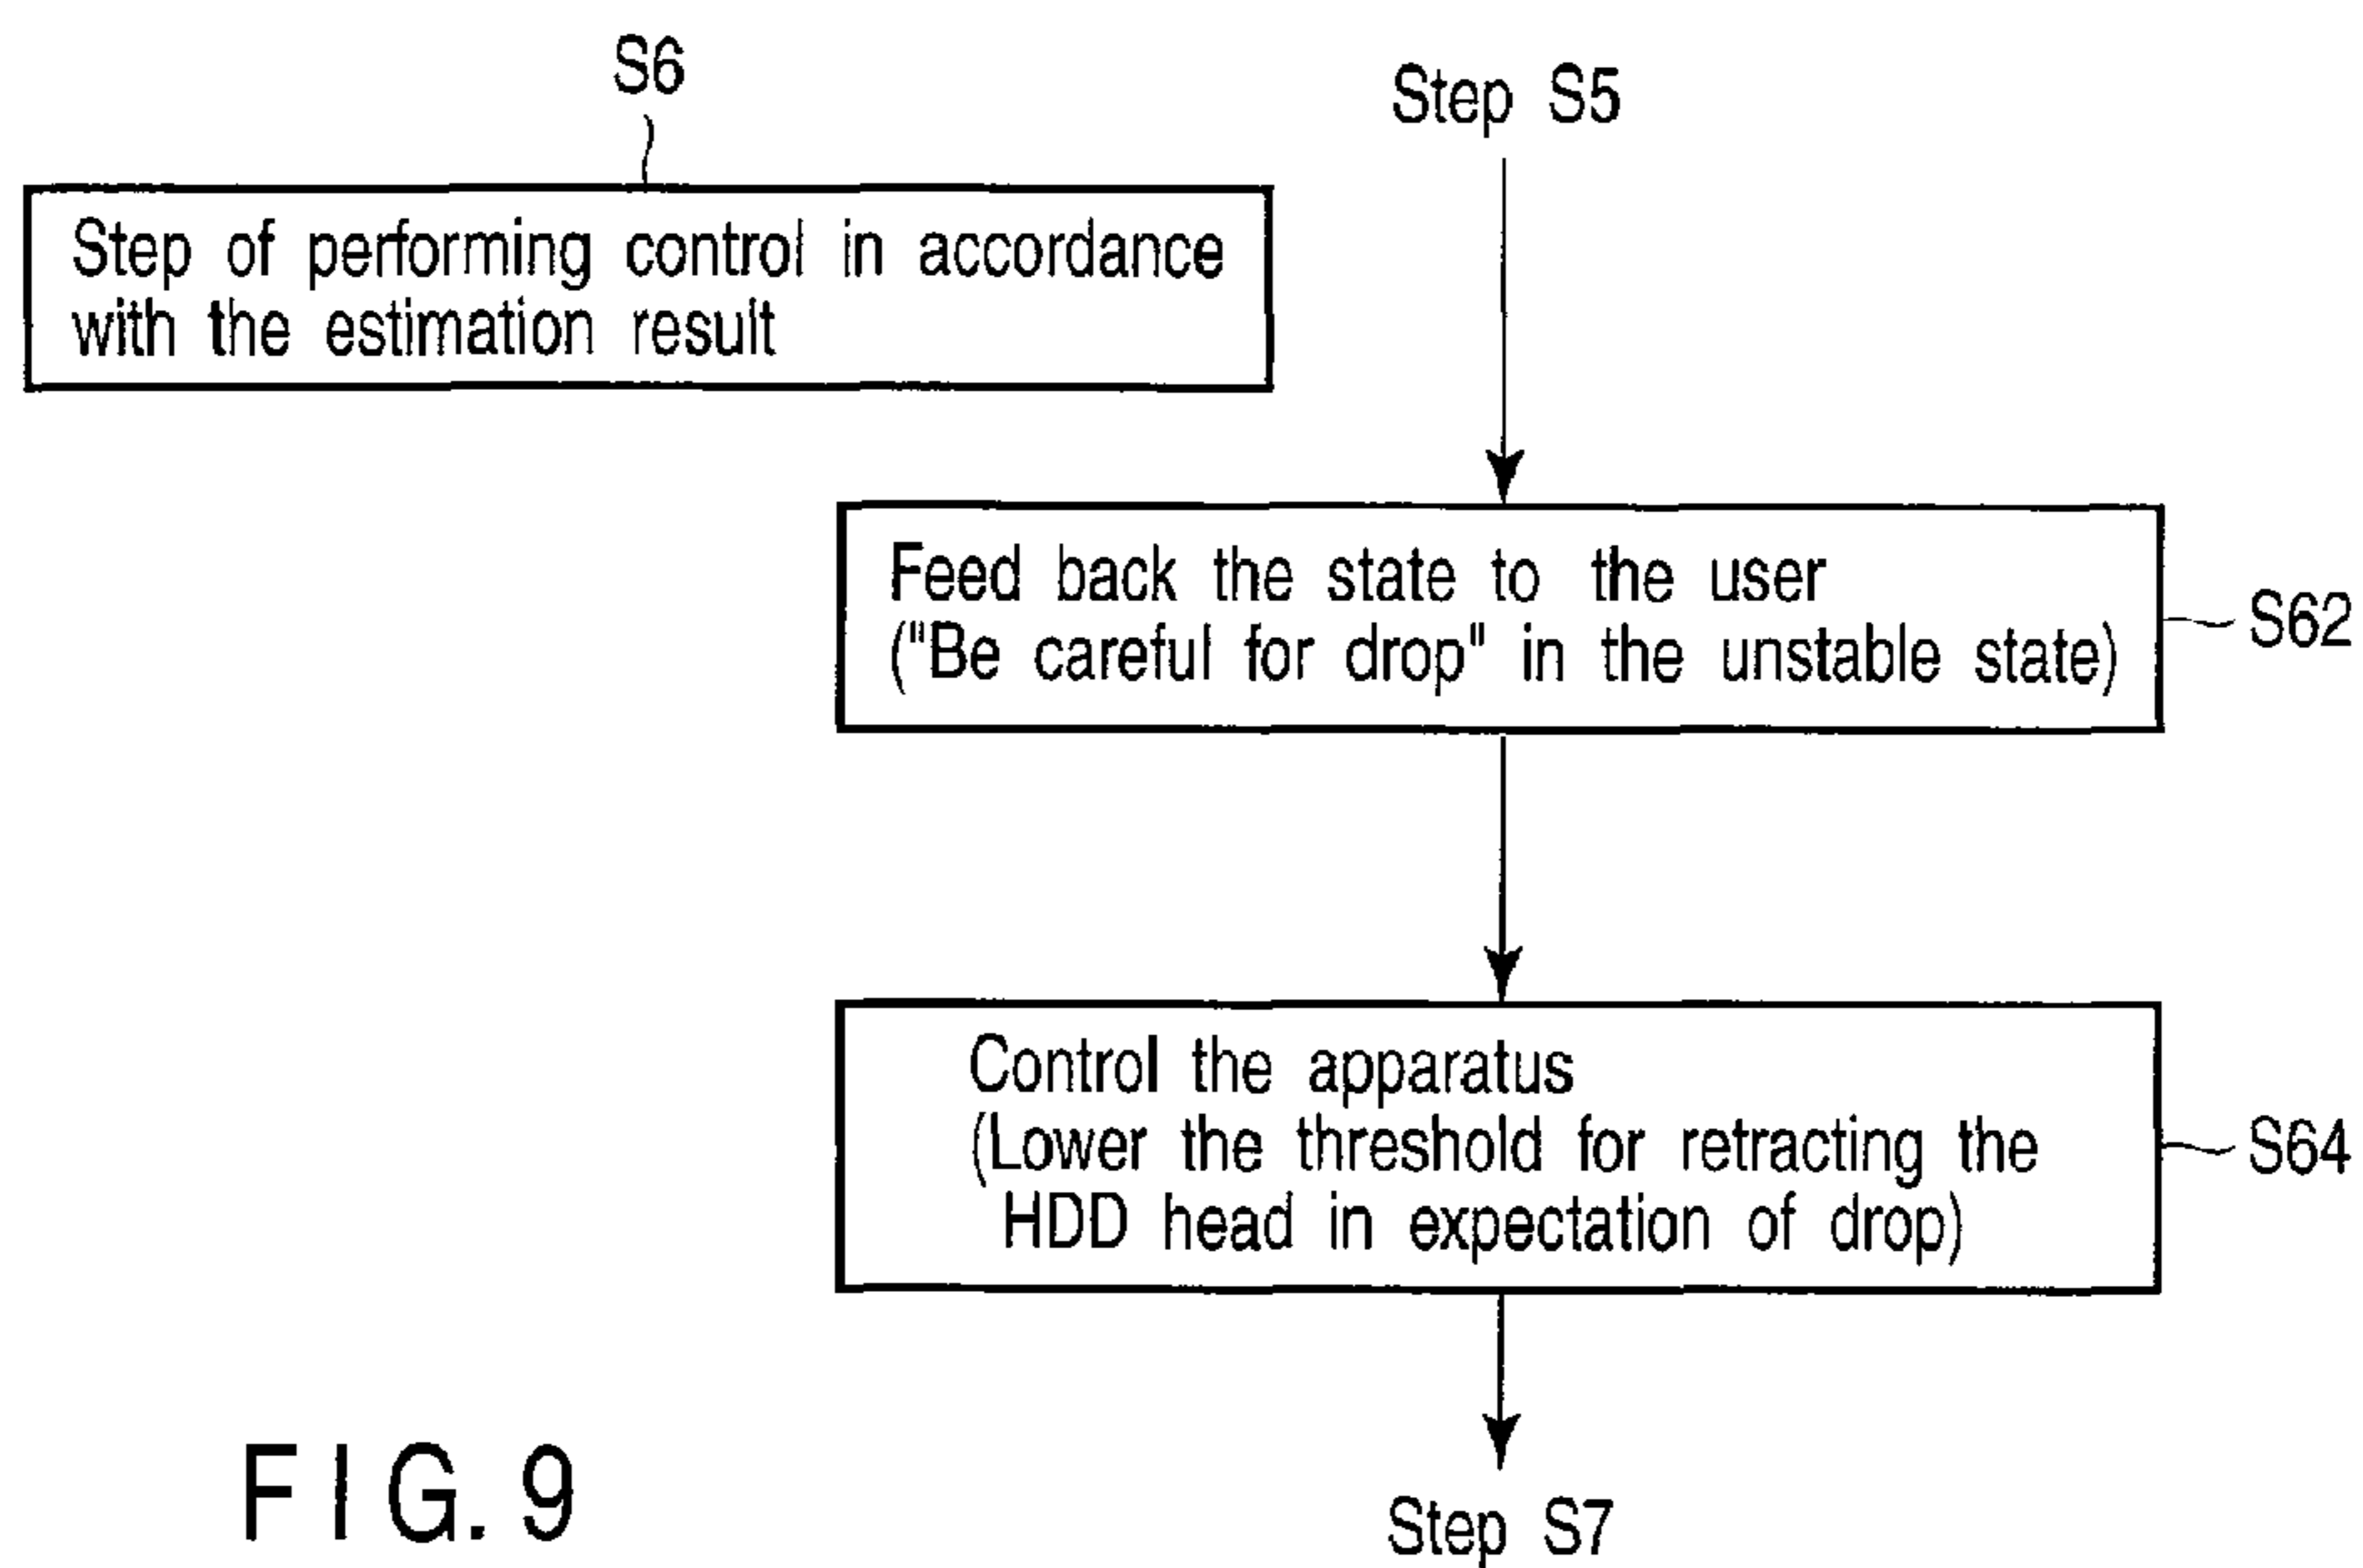 S6
Step of performing control in accordance
with the estimation result
Step S5
Feed back the state to the user
("Be careful for drop" in the unstable state)
S62
Control the apparatus
(Lower the threshold for retracting the
HDD head in expectation of drop)
S64
Step S7
FIG. 9